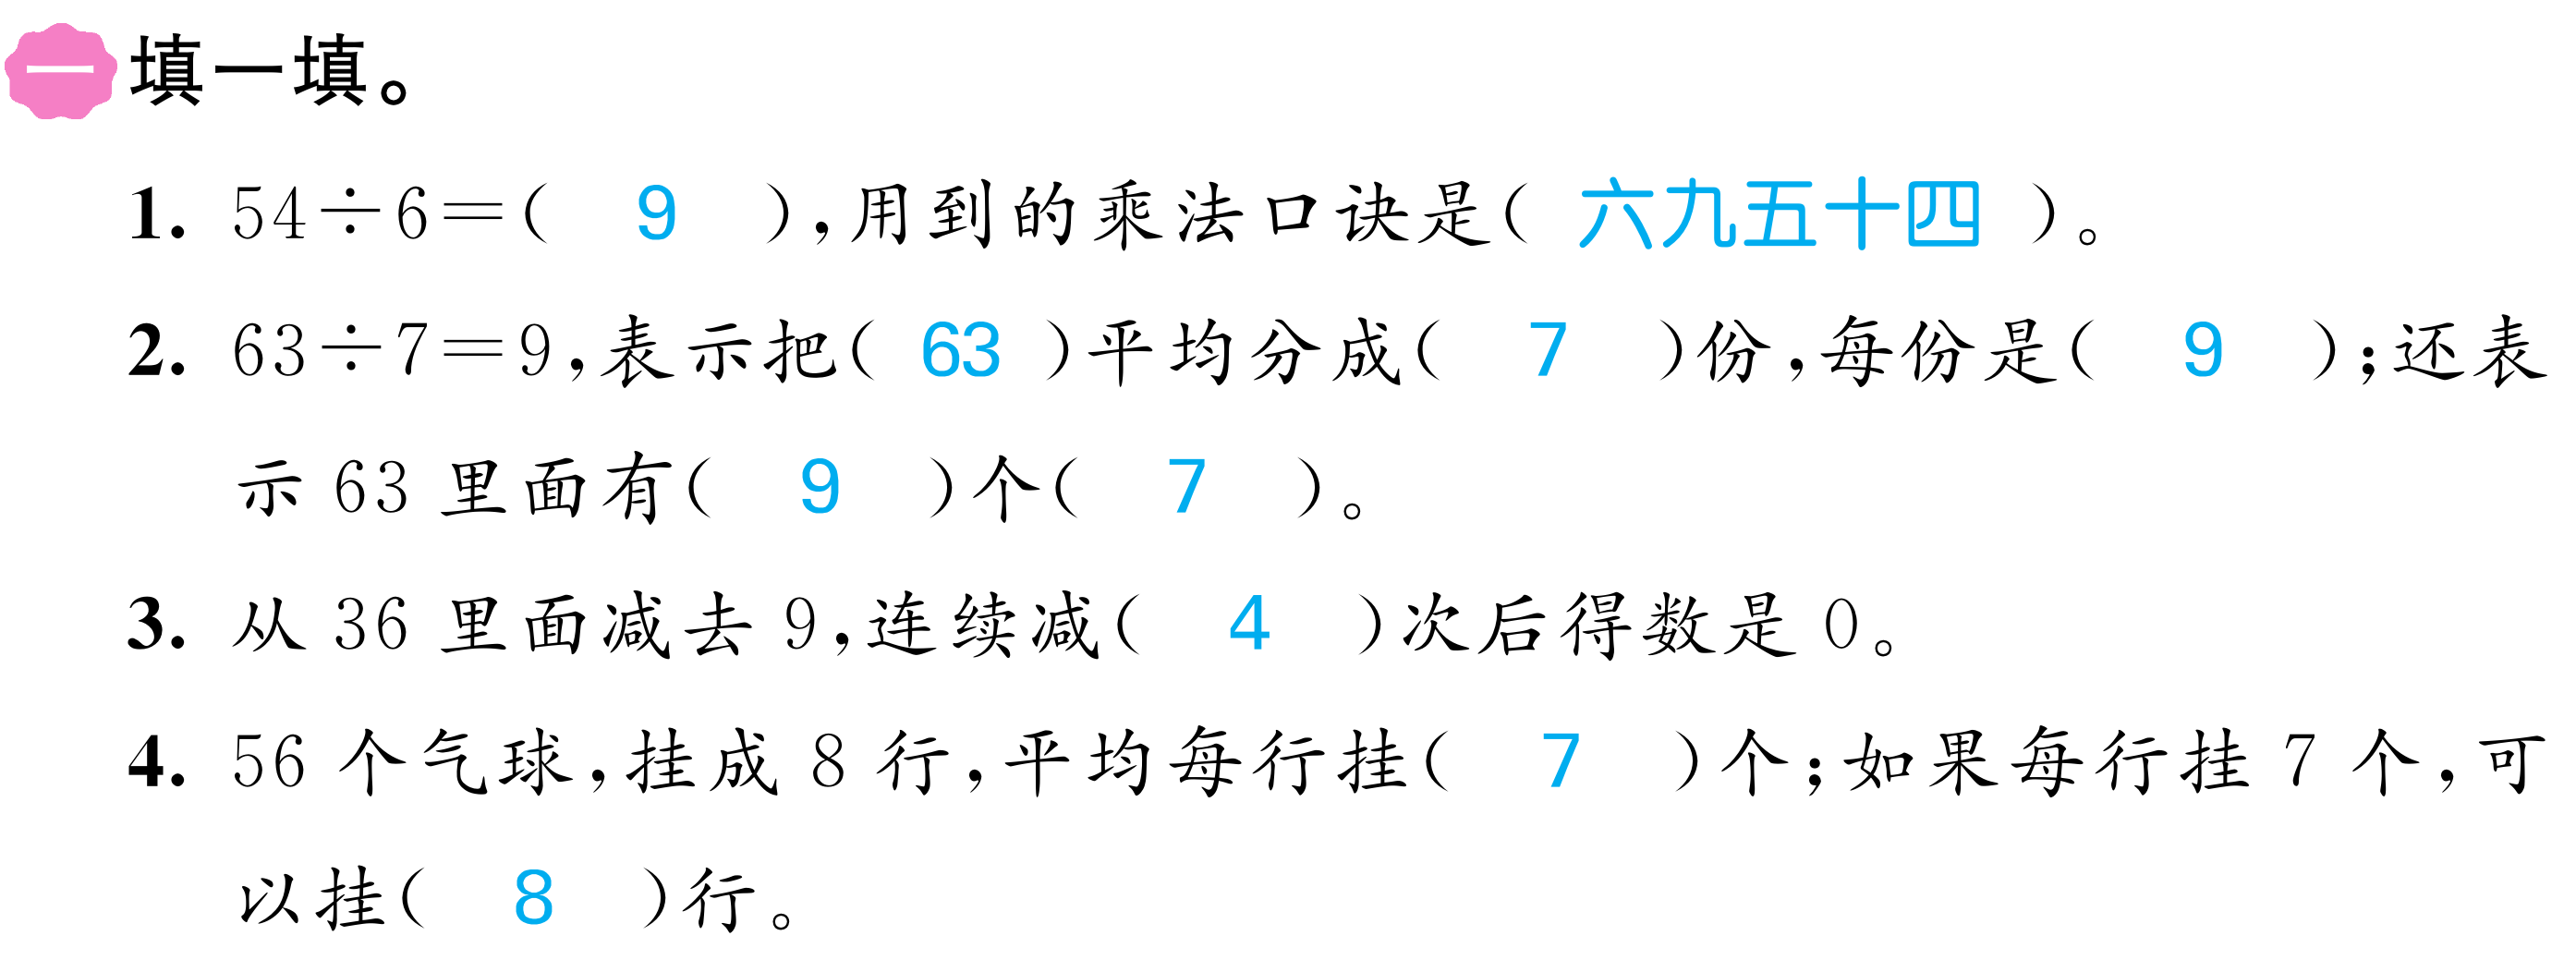 一 填一填。
1. 54÷6=( 9 ),用到的乘法口诀是( 六九五十四 )。
2. 63÷7=9,表示把( 63 )平均分成( 7 )份,每份是( 9 );还表
示 63 里面有( 9 )个( 7 )。
3. 从 36 里面减去 9,连续减( 4 )次后得数是 0。
4. 56 个气球,挂成 8 行,平均每行挂( 7 )个;如果每行挂 7 个,可
以挂( 8 )行。